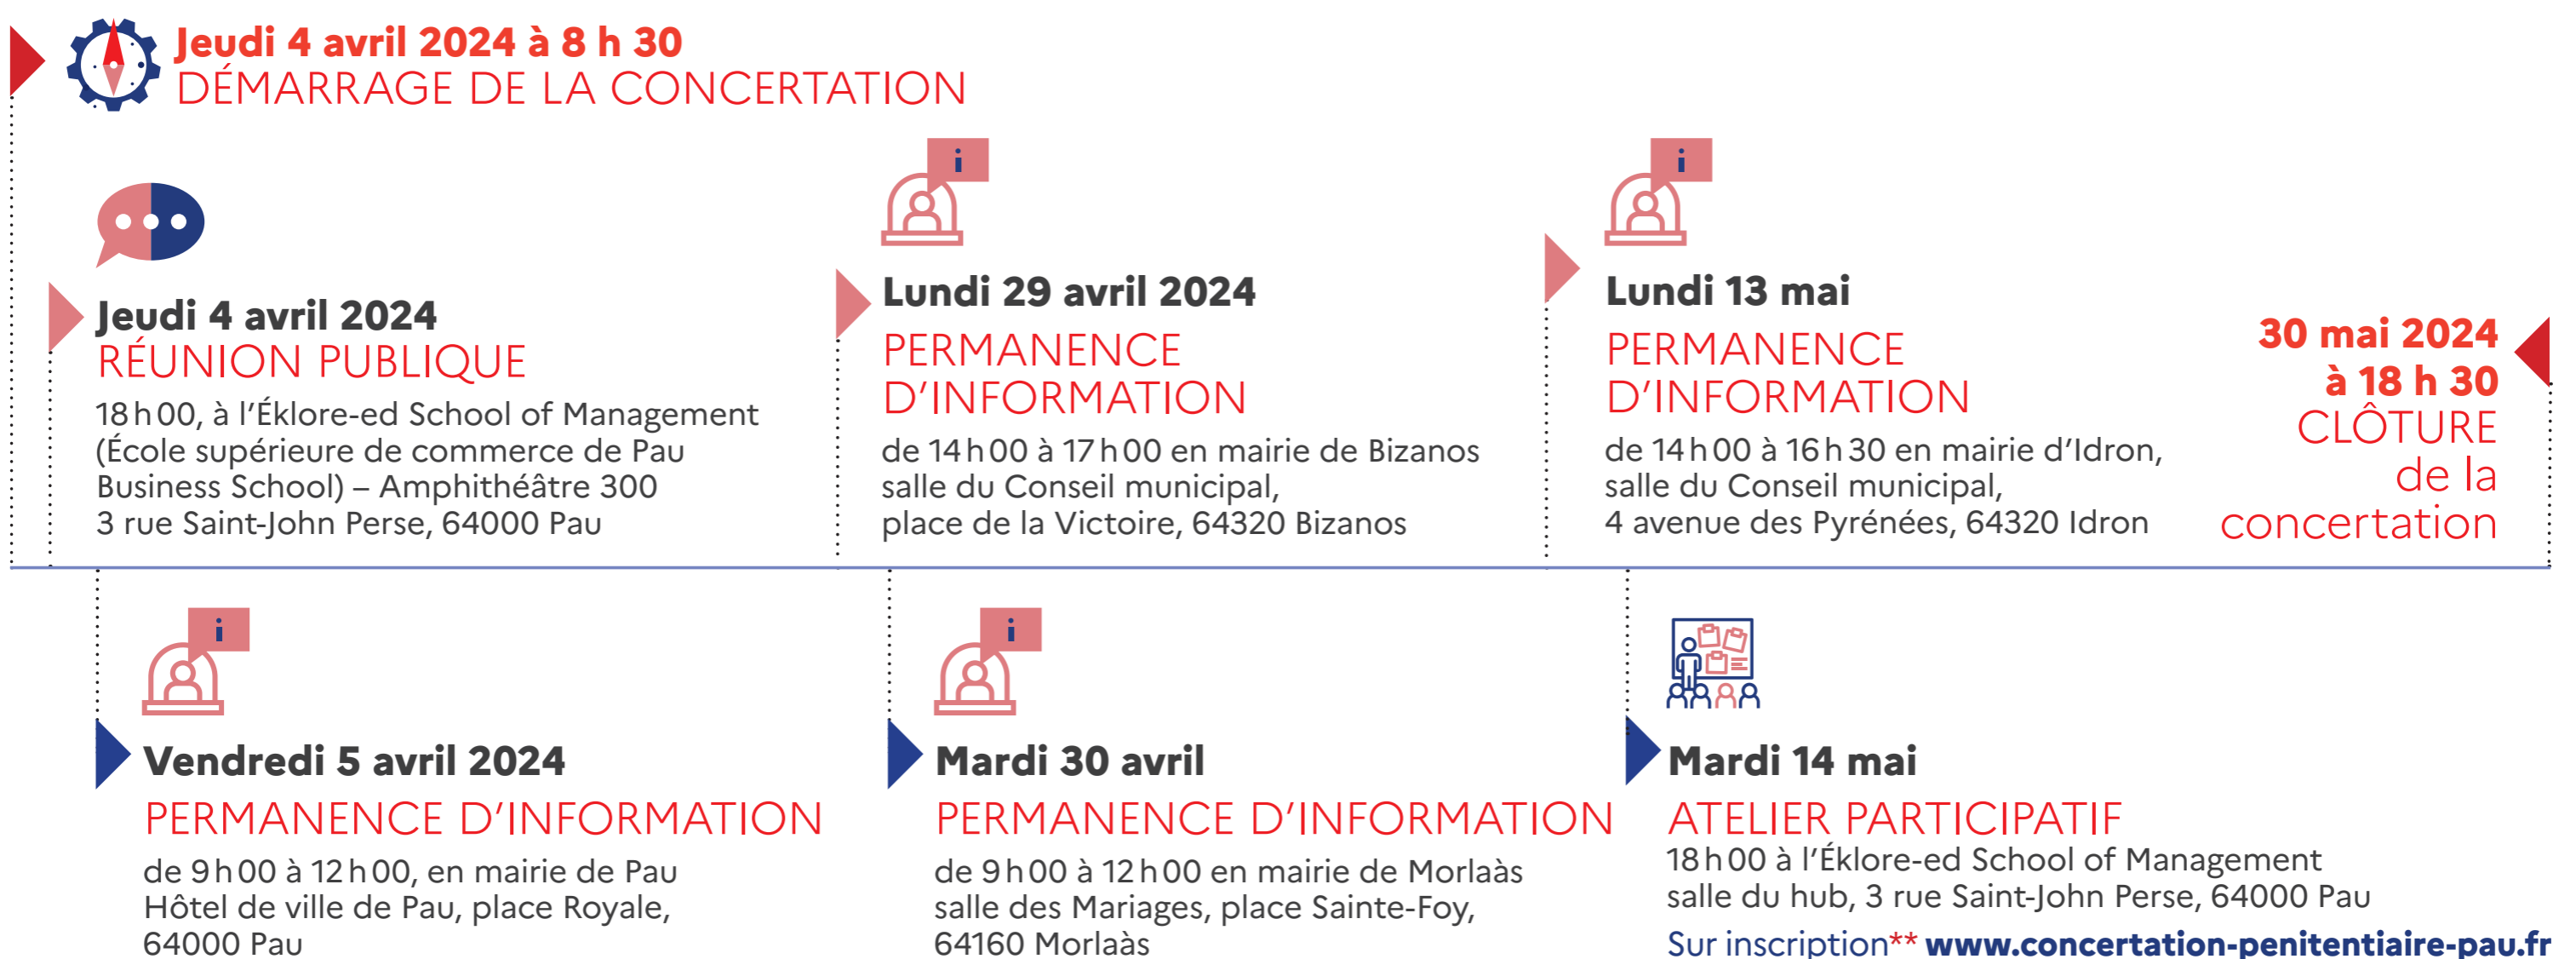 Jeudi 4 avril 2024 à 8 h 30
DÉMARRAGE DE LA CONCERTATION
Jeudi 4 avril 2024
RÉUNION PUBLIQUE
18 h 00, à l'Éklore-ed School of Management
(École supérieure de commerce de Pau
Business School) – Amphithéâtre 300
3 rue Saint-John Perse, 64000 Pau
i
Lundi 29 avril 2024
PERMANENCE
D'INFORMATION
de 14 h 00 à 17 h 00 en mairie de Bizanos
salle du Conseil municipal,
place de la Victoire, 64320 Bizanos
i
Lundi 13 mai
PERMANENCE
D'INFORMATION
de 14 h 00 à 16 h 30 en mairie d'Idron,
salle du Conseil municipal,
4 avenue des Pyrénées, 64320 Idron
30 mai 2024
à 18 h 30
CLÔTURE
de la
concertation
i
Vendredi 5 avril 2024
PERMANENCE D'INFORMATION
de 9 h 00 à 12 h 00, en mairie de Pau
Hôtel de ville de Pau, place Royale,
64000 Pau
i
Mardi 30 avril
PERMANENCE D'INFORMATION
de 9 h 00 à 12 h 00 en mairie de Morlaàs
salle des Mariages, place Sainte-Foy,
64160 Morlaàs
Mardi 14 mai
ATELIER PARTICIPATIF
18 h 00 à l'Éklore-ed School of Management
salle du hub, 3 rue Saint-John Perse, 64000 Pau
Sur inscription** www.concertation-penitentiaire-pau.fr